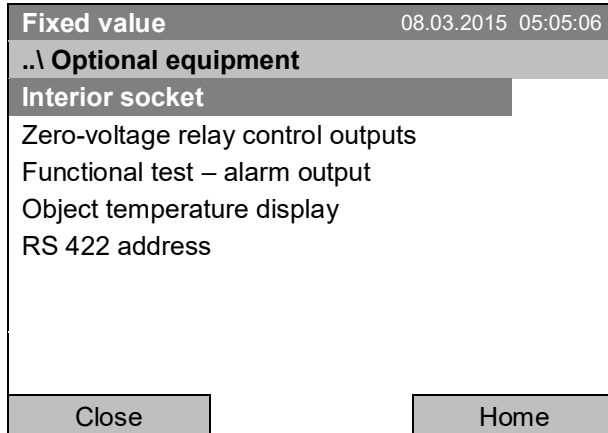 Fixed value 08.03.2015 05:05:06
..\ Optional equipment
Interior socket
Zero-voltage relay control outputs
Functional test – alarm output
Object temperature display
RS 422 address
Close Home